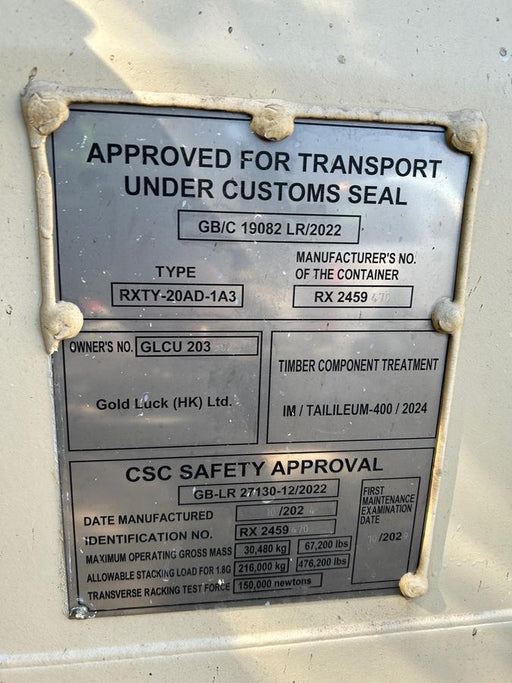 APPROVED FOR TRANSPORT
UNDER CUSTOMS SEAL
GB/C 19082 LR/2022
TYPE
RXTY-20AD-1A3
MANUFACTURER'S NO.
OF THE CONTAINER
RX 2459
OWNER'S NO. GLCU 203
Gold Luck (HK) Ltd.
TIMBER COMPONENT TREATMENT
IM / TAILILEUM-400 / 2024
CSC SAFETY APPROVAL
GB-LR 27130-12/2022
DATE MANUFACTURED /202
IDENTIFICATION NO. RX 2459
MAXIMUM OPERATING GROSS MASS 30,480 kg 67,200 lbs
ALLOWABLE STACKING LOAD FOR 1.8G 216,000 kg 476,200 lbs
TRANSVERSE RACKING TEST FORCE 150,000 newtons
FIRST
MAINTENANCE
EXAMINATION
DATE
/202